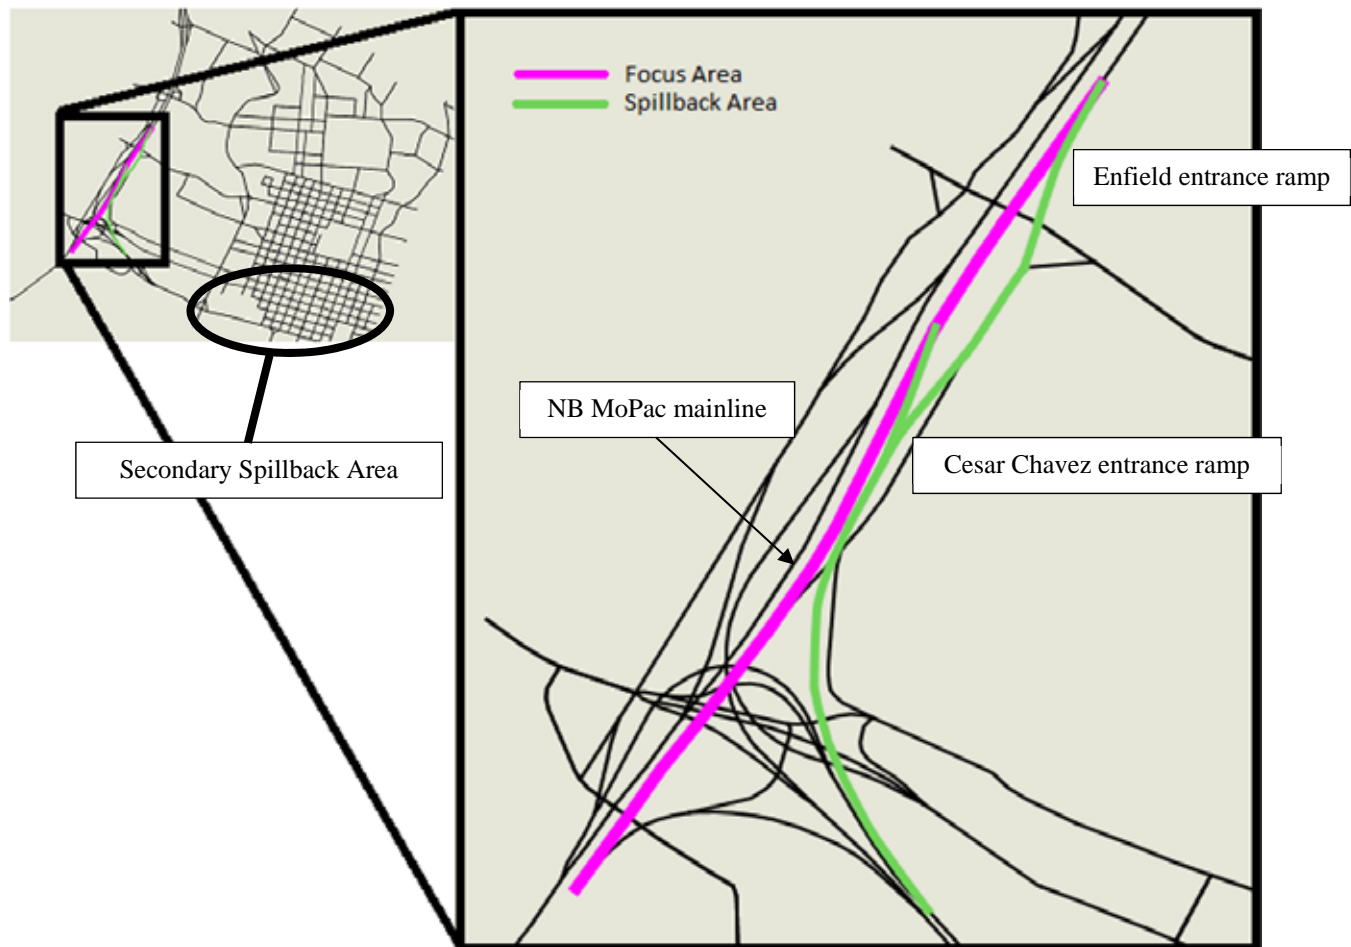 Focus Area
Spillback Area
Enfield entrance ramp
NB MoPac mainline
Cesar Chavez entrance ramp
Secondary Spillback Area